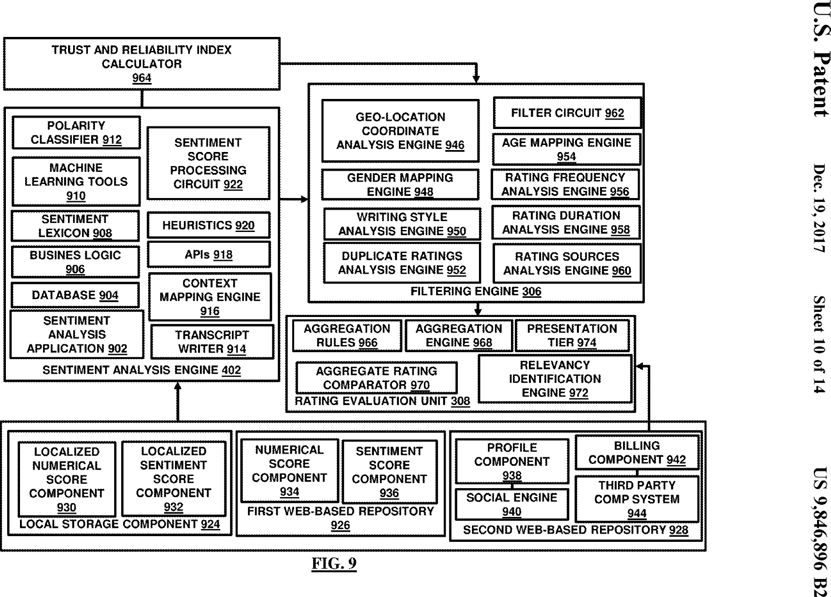 U.S. Patent
Dec. 19, 2017
Sheet 10 of 14
US 9,846,896 B2
TRUST AND RELIABILITY INDEX
CALCULATOR
964
POLARITY
CLASSIFIER 912
MACHINE
LEARNING TOOLS
910
SENTIMENT
LEXICON 908
BUSINES LOGIC
906
DATABASE 904
SENTIMENT
ANALYSIS
APPLICATION 902
SENTIMENT
SCORE
PROCESSING
CIRCUIT 922
HEURISTICS 920
APIs 918
CONTEXT
MAPPING ENGINE
916
TRANSCRIPT
WRITER 914
SENTIMENT ANALYSIS ENGINE 402
GEO-LOCATION
COORDINATE
ANALYSIS ENGINE 946
GENDER MAPPING
ENGINE 948
WRITING STYLE
ANALYSIS ENGINE 950
DUPLICATE RATINGS
ANALYSIS ENGINE 952
FILTER CIRCUIT 962
AGE MAPPING ENGINE
954
RATING FREQUENCY
ANALYSIS ENGINE 956
RATING DURATION
ANALYSIS ENGINE 958
RATING SOURCES
ANALYSIS ENGINE 960
FILTERING ENGINE 306
AGGREGATION
RULES 966
AGGREGATION
ENGINE 968
PRESENTATION
TIER 974
AGGREGATE RATING
COMPARATOR 970
RELEVANCY
IDENTIFICATION
ENGINE 972
RATING EVALUATION UNIT 308
LOCALIZED
NUMERICAL
SCORE
COMPONENT
930
LOCALIZED
SENTIMENT
SCORE
COMPONENT
932
LOCAL STORAGE COMPONENT 924
NUMERICAL
SCORE
COMPONENT
934
SENTIMENT
SCORE
COMPONENT
936
FIRST WEB-BASED REPOSITORY
926
PROFILE
COMPONENT
938
SOCIAL ENGINE
940
BILLING
COMPONENT 942
THIRD PARTY
COMP SYSTEM
944
SECOND WEB-BASED REPOSITORY 928
FIG. 9